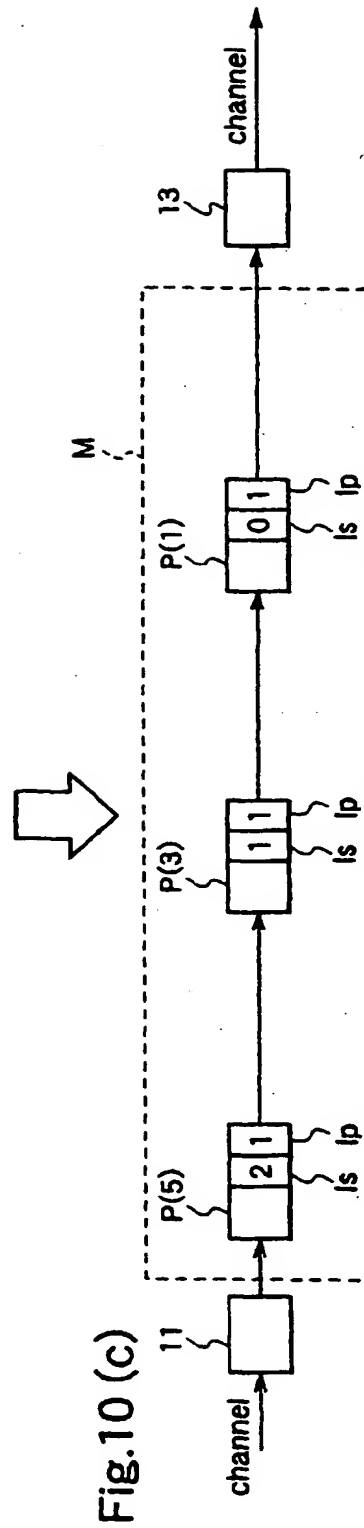 Fig.10 (c)
M
channel
11
P(5)
2
1
Is
Ip
P(3)
1
1
Is
Ip
P(1)
0
1
Is
Ip
13
channel